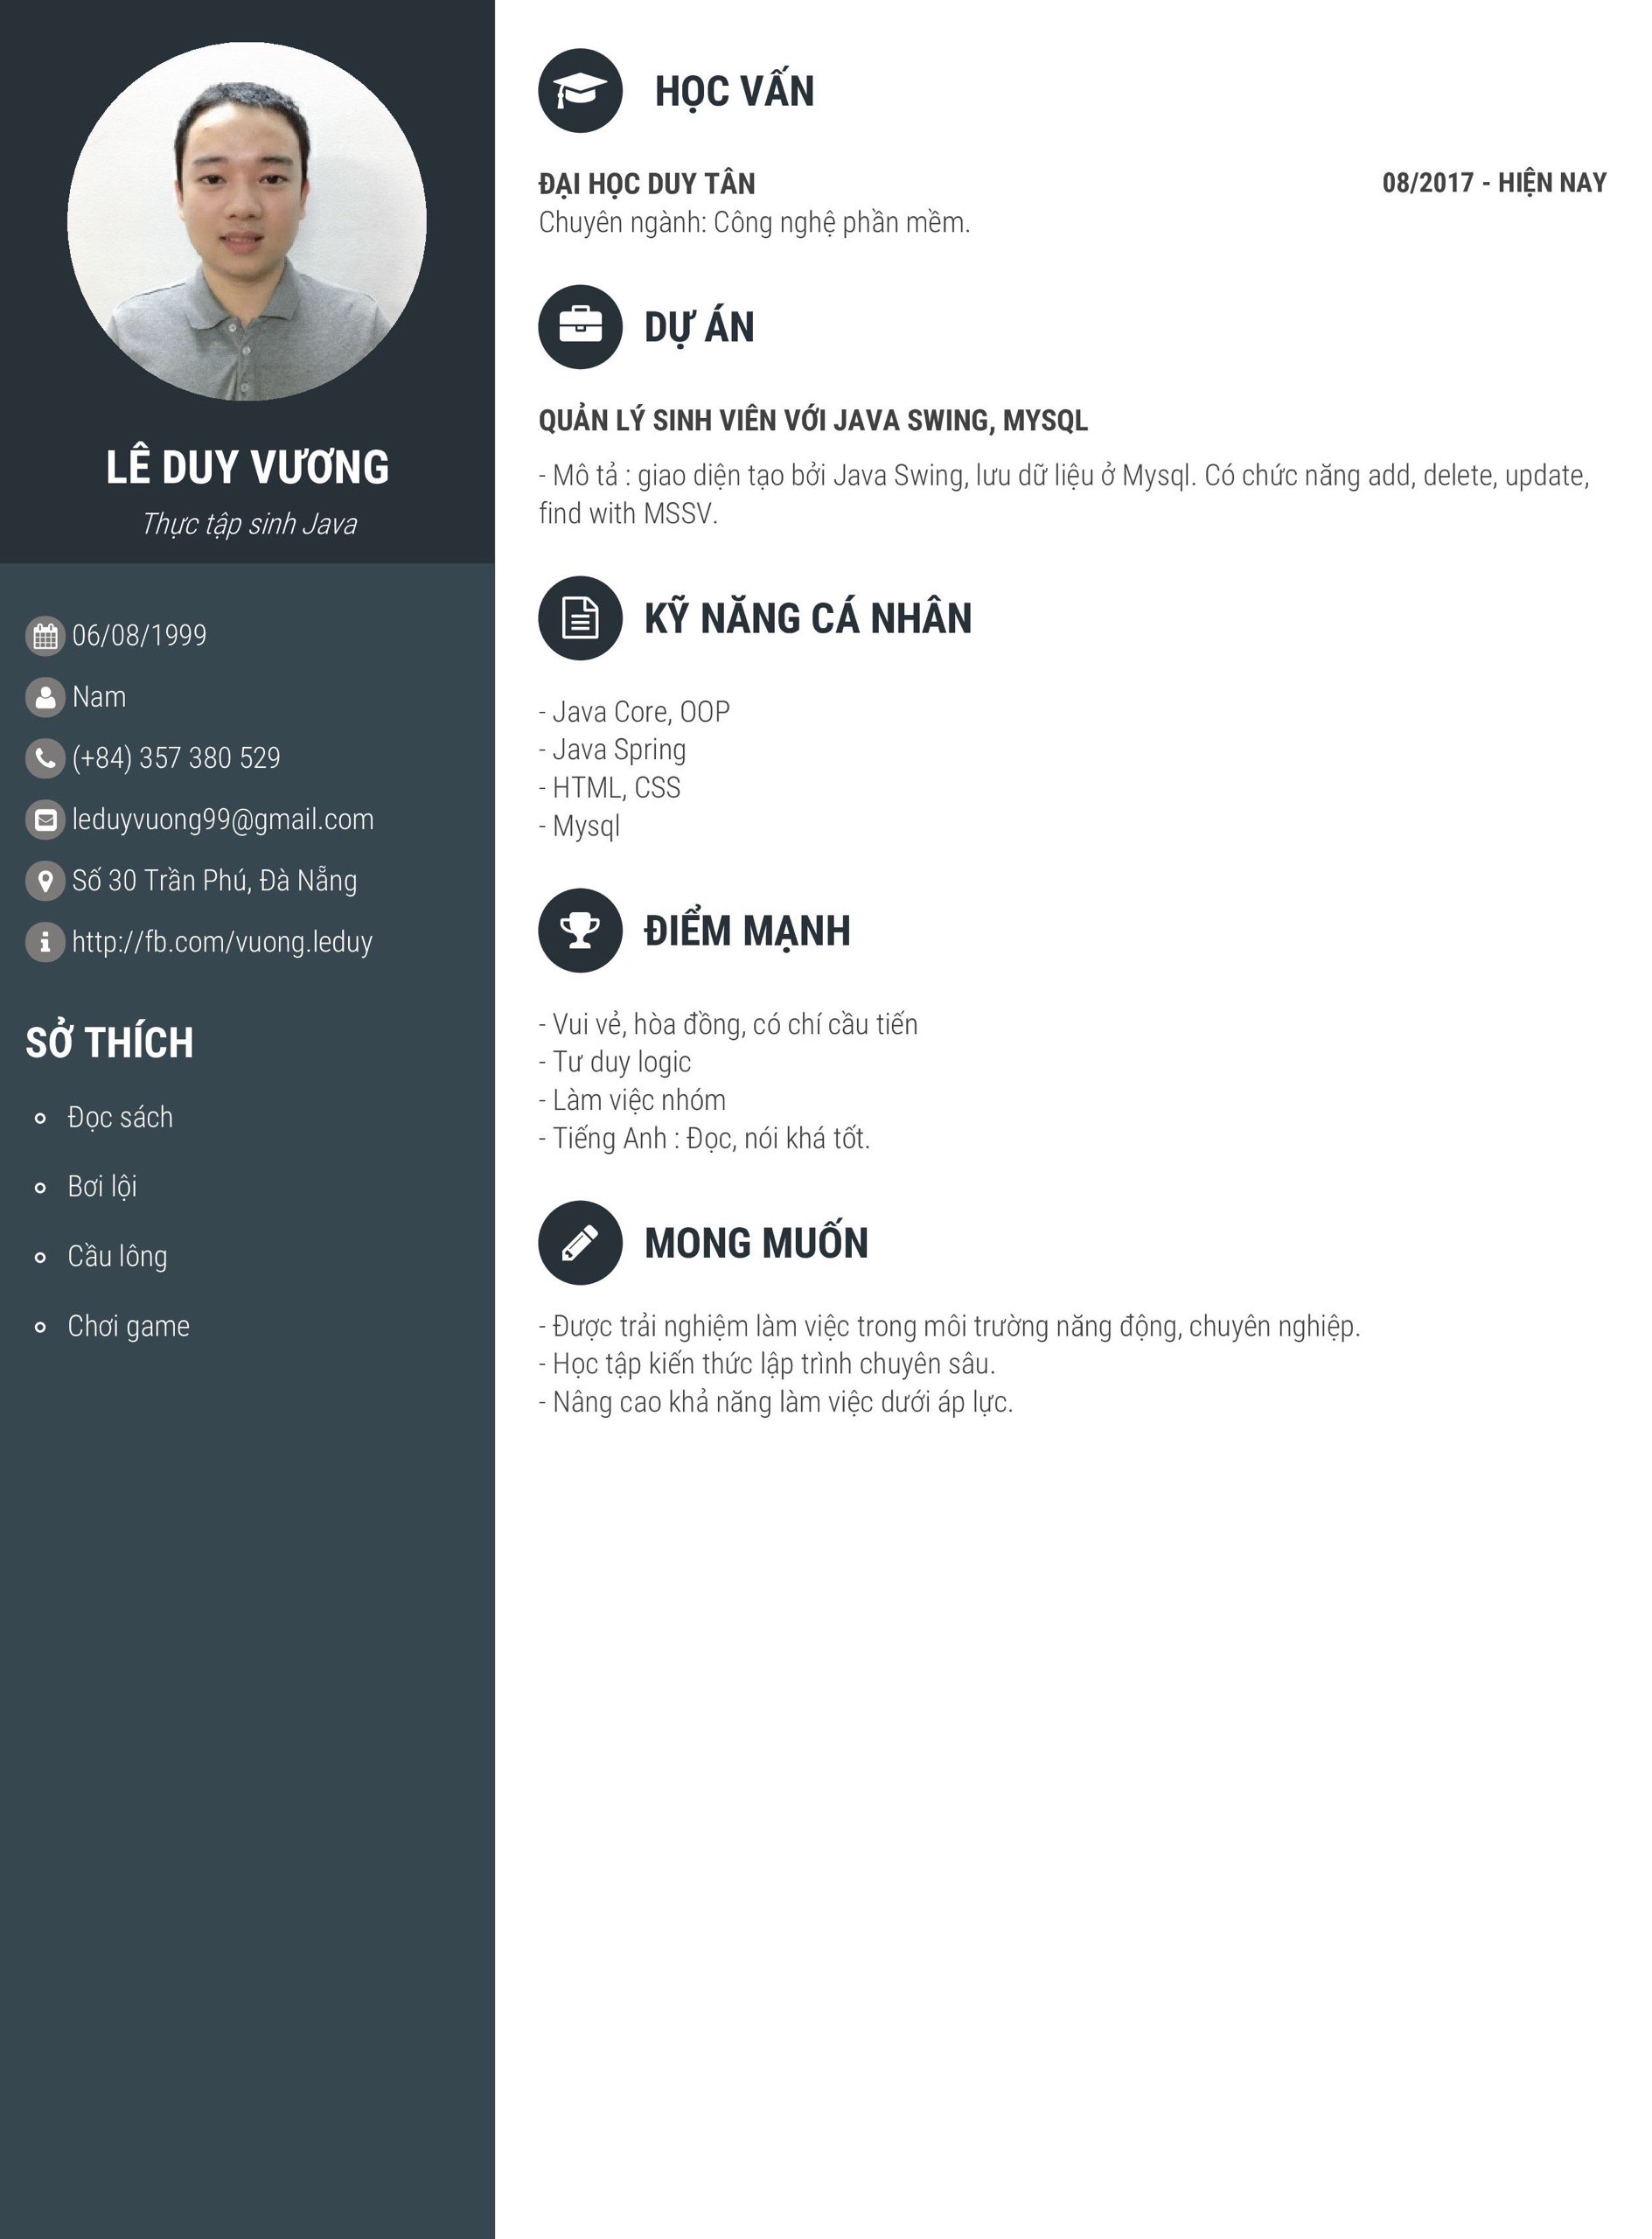 LÊ DUY VƯƠNG
Thực tập sinh Java
06/08/1999
Nam
(+84) 357 380 529
leduyvuong99@gmail.com
Số 30 Trần Phú, Đà Nẵng
http://fb.com/vuong.leduy
SỞ THÍCH
Đọc sách
Bơi lội
Cầu lông
Chơi game
HỌC VẤN
ĐẠI HỌC DUY TÂN
08/2017 - HIỆN NAY
Chuyên ngành: Công nghệ phần mềm.
DỰ ÁN
QUẢN LÝ SINH VIÊN VỚI JAVA SWING, MYSQL
- Mô tả : giao diện tạo bởi Java Swing, lưu dữ liệu ở Mysql. Có chức năng add, delete, update,
find with MSSV.
KỸ NĂNG CÁ NHÂN
- Java Core, OOP
- Java Spring
- HTML, CSS
- Mysql
ĐIỂM MẠNH
- Vui vẻ, hòa đồng, có chí cầu tiến
- Tư duy logic
- Làm việc nhóm
- Tiếng Anh : Đọc, nói khá tốt.
MONG MUỐN
- Được trải nghiệm làm việc trong môi trường năng động, chuyên nghiệp.
- Học tập kiến thức lập trình chuyên sâu.
- Nâng cao khả năng làm việc dưới áp lực.